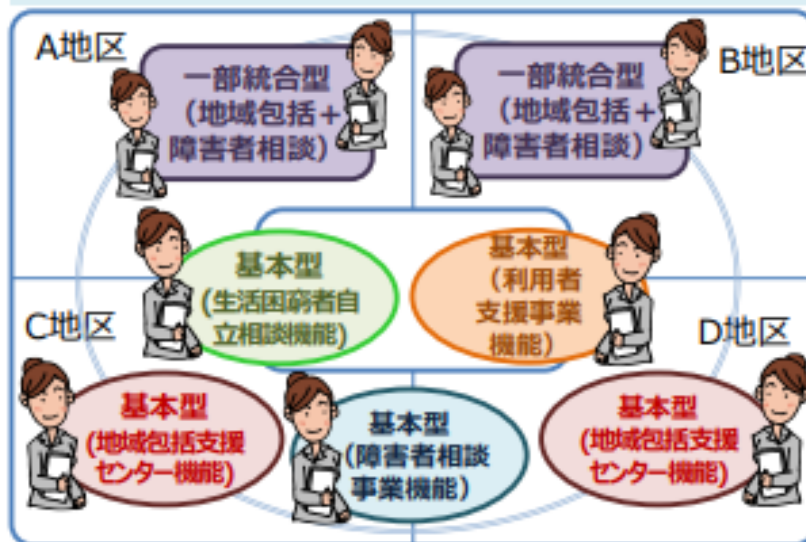 A地区
一部統合型
（地域包括＋
障害者相談）
一部統合型
（地域包括＋
障害者相談）
B地区
基本型
(生活困窮者自
立相談機能)
基本型
（利用者
支援事業
機能）
C地区
D地区
基本型
(地域包括支援
センター機能)
基本型
（障害者相談
事業機能）
基本型
(地域包括支援
センター機能)